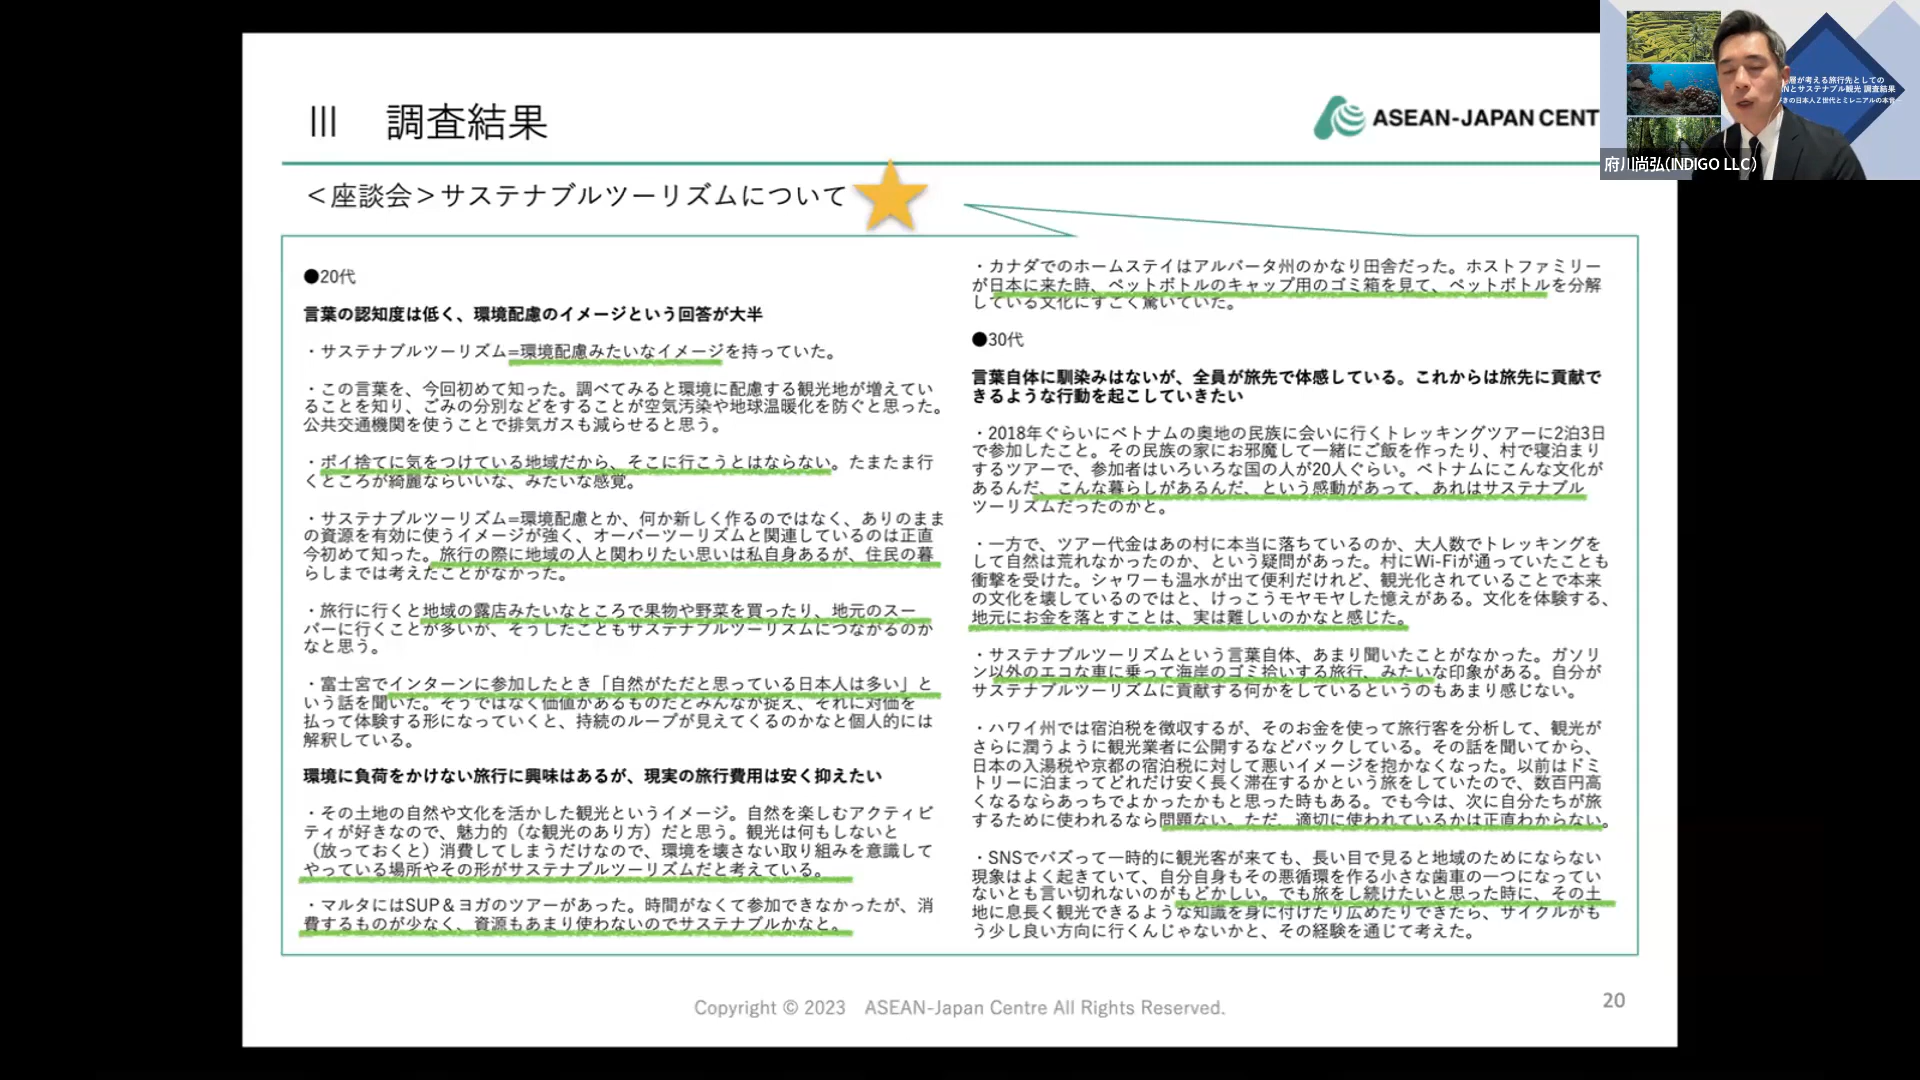 Ⅲ 調査結果
ASEAN-JAPAN CENT
＜座談会＞サステナブルツーリズムについて
●20代
言葉の認知度は低く、環境配慮のイメージという回答が大半
・サステナブルツーリズム=環境配慮みたいなイメージを持っていた。
・この言葉を、今回初めて知った。調べてみると環境に配慮する観光地が増えてい
ることを知り、ごみの分別などをすることが空気汚染や地球温暖化を防ぐと思った。
公共交通機関を使うことで排気ガスも減らせると思う。
・ポイ捨てに気をつけている地域だから、そこに行こうとはならない。たまたま行
くところが綺麗ならいいな、みたいな感覚。
・サステナブルツーリズム=環境配慮とか、何か新しく作るのではなく、ありのまま
の資源を有効に使うイメージが強く、オーバーツーリズムと関連しているのは正直
今初めて知った。旅行の際に地域の人と関わりたい思いは私自身あるが、住民の暮
らしまでは考えたことがなかった。
・旅行に行くと地域の露店みたいなところで果物や野菜を買ったり、地元のスー
パーに行くことが多いが、そうしたこともサステナブルツーリズムにつながるのか
なと思う。
・富士宮でインターンに参加したとき「自然がただと思っている日本人は多い」と
いう話を聞いた。そうではなく価値があるものだとみんなが捉え、それに対価を
払って体験する形になっていくと、持続のループが見えてくるのかなと個人的には
解釈している。
環境に負荷をかけない旅行に興味はあるが、現実の旅行費用は安く抑えたい
・その土地の自然や文化を活かした観光というイメージ。自然を楽しむアクティビ
ティが好きなので、魅力的（な観光のあり方）だと思う。観光は何もしないと
（放っておくと）消費してしまうだけなので、環境を壊さない取り組みを意識して
やっている場所やその形がサステナブルツーリズムだと考えている。
・マルタにはSUP＆ヨガのツアーがあった。時間がなくて参加できなかったが、消
費するものが少なく、資源もあまり使わないのでサステナブルかなと。
・カナダでのホームステイはアルバータ州のかなり田舎だった。ホストファミリー
が日本に来た時、ペットボトルのキャップ用のゴミ箱を見て、ペットボトルを分解
している文化にすごく驚いていた。
●30代
言葉自体に馴染みはないが、全員が旅先で体感している。これからは旅先に貢献で
きるような行動を起こしていきたい
・2018年ぐらいにベトナムの奥地の民族に会いに行くトレッキングツアーに2泊3日
で参加したこと。その民族の家にお邪魔して一緒にご飯を作ったり、村で寝泊まり
するツアーで、参加者はいろいろな国の人が20人ぐらい。ベトナムにこんな文化が
あるんだ、こんな暮らしがあるんだ、という感動があって、あれはサステナブル
ツーリズムだったのかと。
・一方で、ツアー代金はあの村に本当に落ちているのか、大人数でトレッキングを
して自然は荒れなかったのか、という疑問があった。村にWi-Fiが通っていたことも
衝撃を受けた。シャワーも温水が出て便利だけれど、観光化されていることで本来
の文化を壊しているのではと、けっこうモヤモヤした憶えがある。文化を体験する、
地元にお金を落とすことは、実は難しいのかなと感じた。
・サステナブルツーリズムという言葉自体、あまり聞いたことがなかった。ガソリ
ン以外のエコな車に乗って海岸のゴミ拾いする旅行、みたいな印象がある。自分が
サステナブルツーリズムに貢献する何かをしているというのもあまり感じない。
・ハワイ州では宿泊税を徴収するが、そのお金を使って旅行客を分析して、観光が
さらに潤うように観光業者に公開するなどバックしている。その話を聞いてから、
日本の入湯税や京都の宿泊税に対して悪いイメージを抱かなくなった。以前はドミ
トリーに泊まってどれだけ安く長く滞在するかという旅をしていたので、数百円高
くなるならあっちでよかったかもと思った時もある。でも今は、次に自分たちが旅
するために使われるなら問題ない。ただ、適切に使われているかは正直わからない。
・SNSでバズって一時的に観光客が来ても、長い目で見ると地域のためにならない
現象はよく起きていて、自分自身もその悪循環を作る小さな歯車の一つになってい
ないとも言い切れないのがもどかしい。でも旅をし続けたいと思った時に、その土
地に息長く観光できるような知識を身に付けたり広めたりできたら、サイクルがも
う少し良い方向に行くんじゃないかと、その経験を通じて考えた。
Copyright © 2023 ASEAN-Japan Centre All Rights Reserved.
20
層が考える旅行先としての
Nとサステナブル観光 調査結果
きの日本人Z世代とミレニアルの本音
府川尚弘(INDIGO LLC)